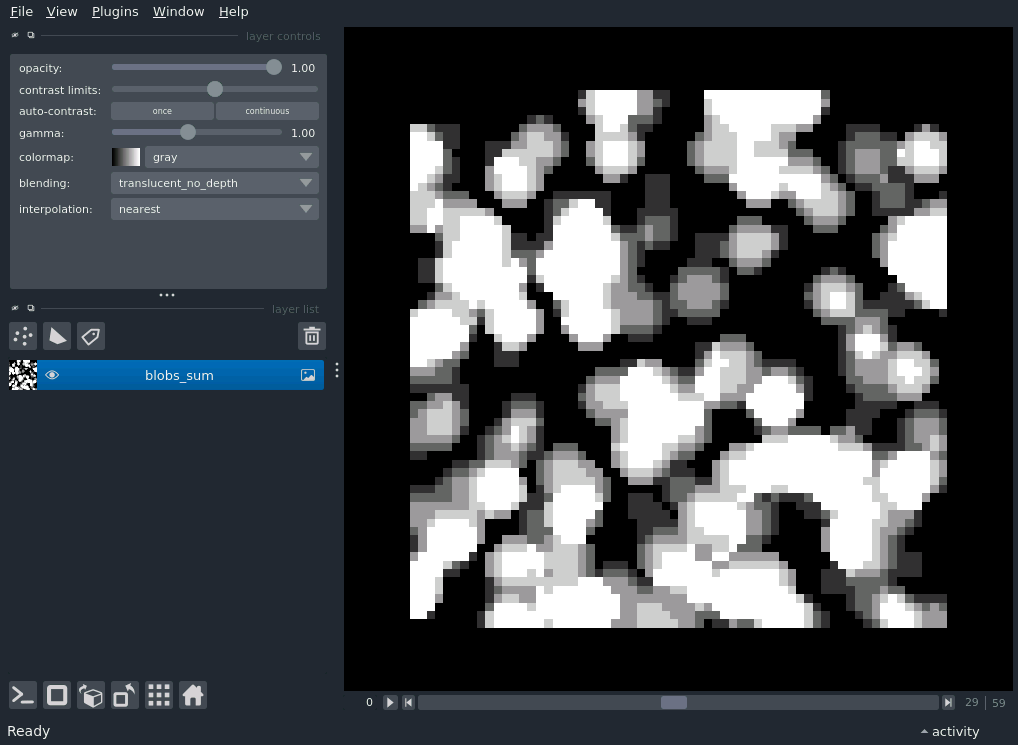 File View Plugins Window Help
layer controls
opacity: 1.00
contrast limits:
auto-contrast: once continuous
gamma: 1.00
colormap: gray
blending: translucent_no_depth
interpolation: nearest
layer list
blobs_sum
0 29 59
Ready activity